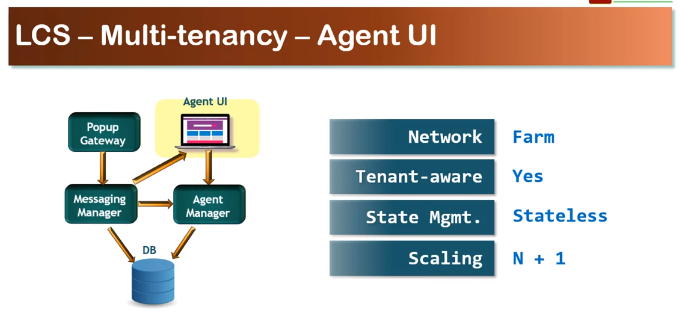 LCS – Multi-tenancy – Agent UI
Agent UI
Popup
Gateway
Messaging
Manager
Agent
Manager
DB
Network Farm
Tenant-aware Yes
State Mgmt. Stateless
Scaling N + 1